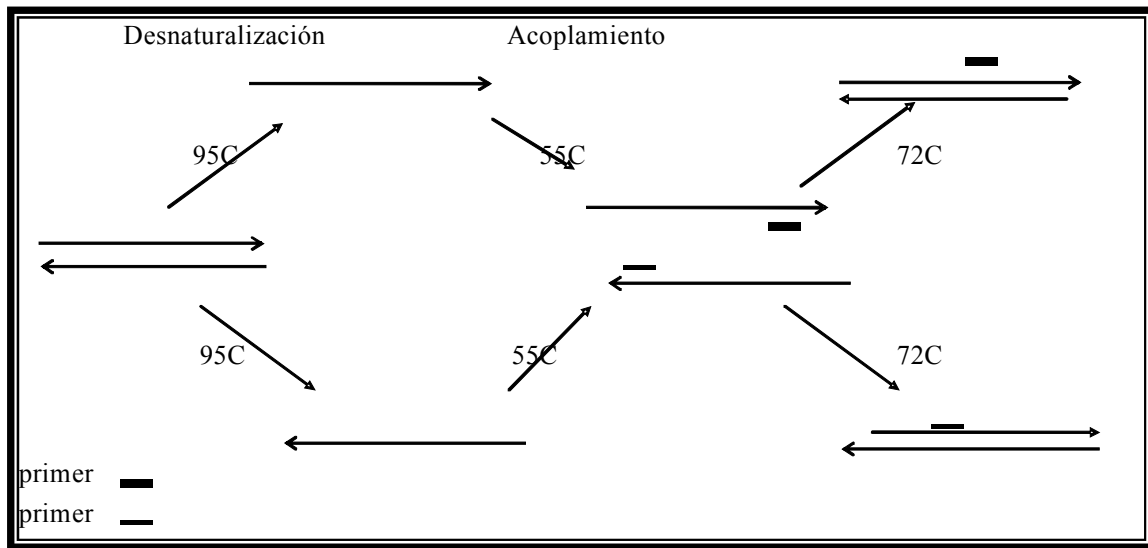 Desnaturalización Acoplamiento
95C 55C 72C
95C 55C 72C
primer
primer